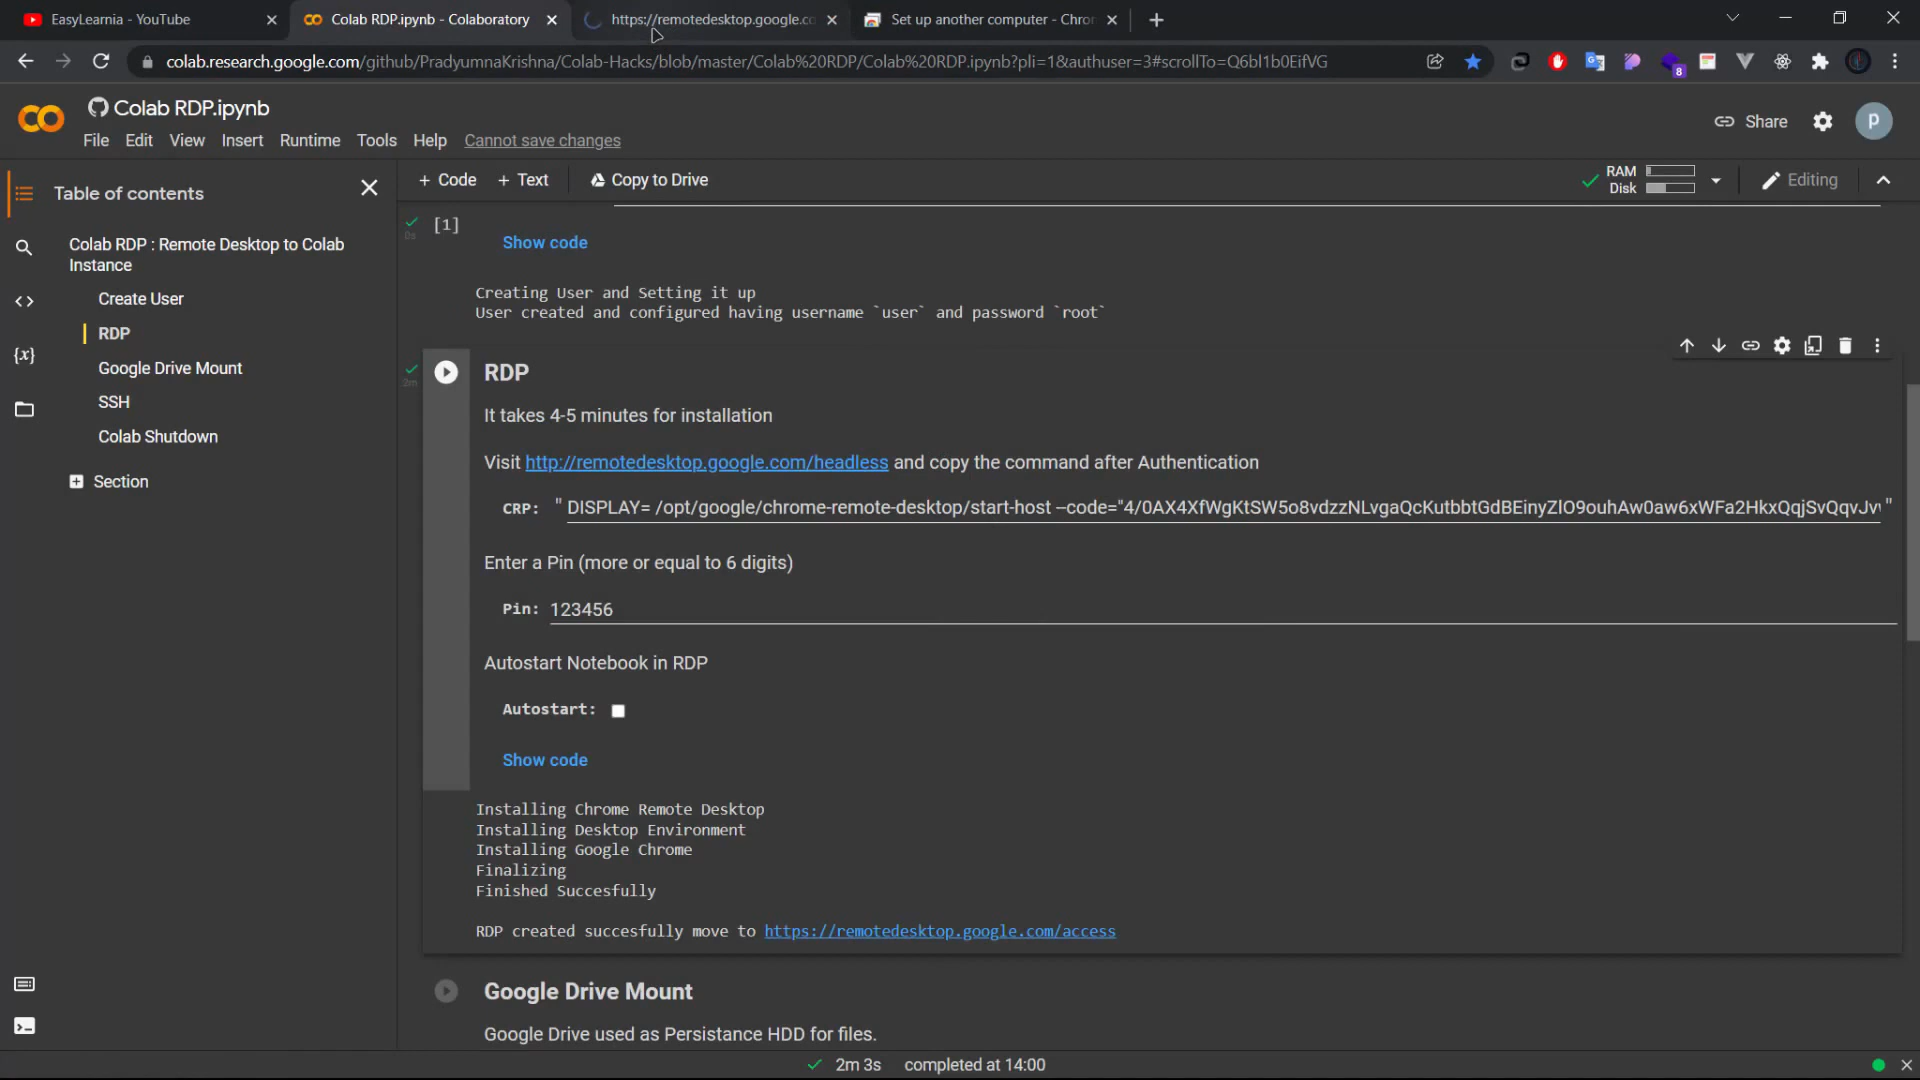 EasyLearnia - YouTube
Colab RDP.ipynb - Colaboratory
https://remotedesktop.google.co
Set up another computer - Chro
colab.research.google.com/github/PradyumnaKrishna/Colab-Hacks/blob/master/Colab%20RDP/Colab%20RDP.ipynb?pli=1&authuser=3#scrollTo=Q6bl1b0EifVG
8
Colab RDP.ipynb
File Edit View Insert Runtime Tools Help Cannot save changes
Share
p
Table of contents
+ Code + Text Copy to Drive
RAM
Disk
Editing
Colab RDP : Remote Desktop to Colab
Instance
Create User
RDP
Google Drive Mount
SSH
Colab Shutdown
Section
{x}
0s
[1]
Show code
Creating User and Setting it up
User created and configured having username `user` and password `root`
2m
RDP
It takes 4-5 minutes for installation
Visit http://remotedesktop.google.com/headless and copy the command after Authentication
CRP: " DISPLAY= /opt/google/chrome-remote-desktop/start-host --code="4/0AX4XfWgKtSW5o8vdzzNLvgaQcKutbbtGdBEinyZlO9ouhAw0aw6xWFa2HkxQqjSvQqvJv "
Enter a Pin (more or equal to 6 digits)
Pin: 123456
Autostart Notebook in RDP
Autostart:
Show code
Installing Chrome Remote Desktop
Installing Desktop Environment
Installing Google Chrome
Finalizing
Finished Succesfully
RDP created succesfully move to https://remotedesktop.google.com/access
Google Drive Mount
Google Drive used as Persistance HDD for files.
2m 3s completed at 14:00